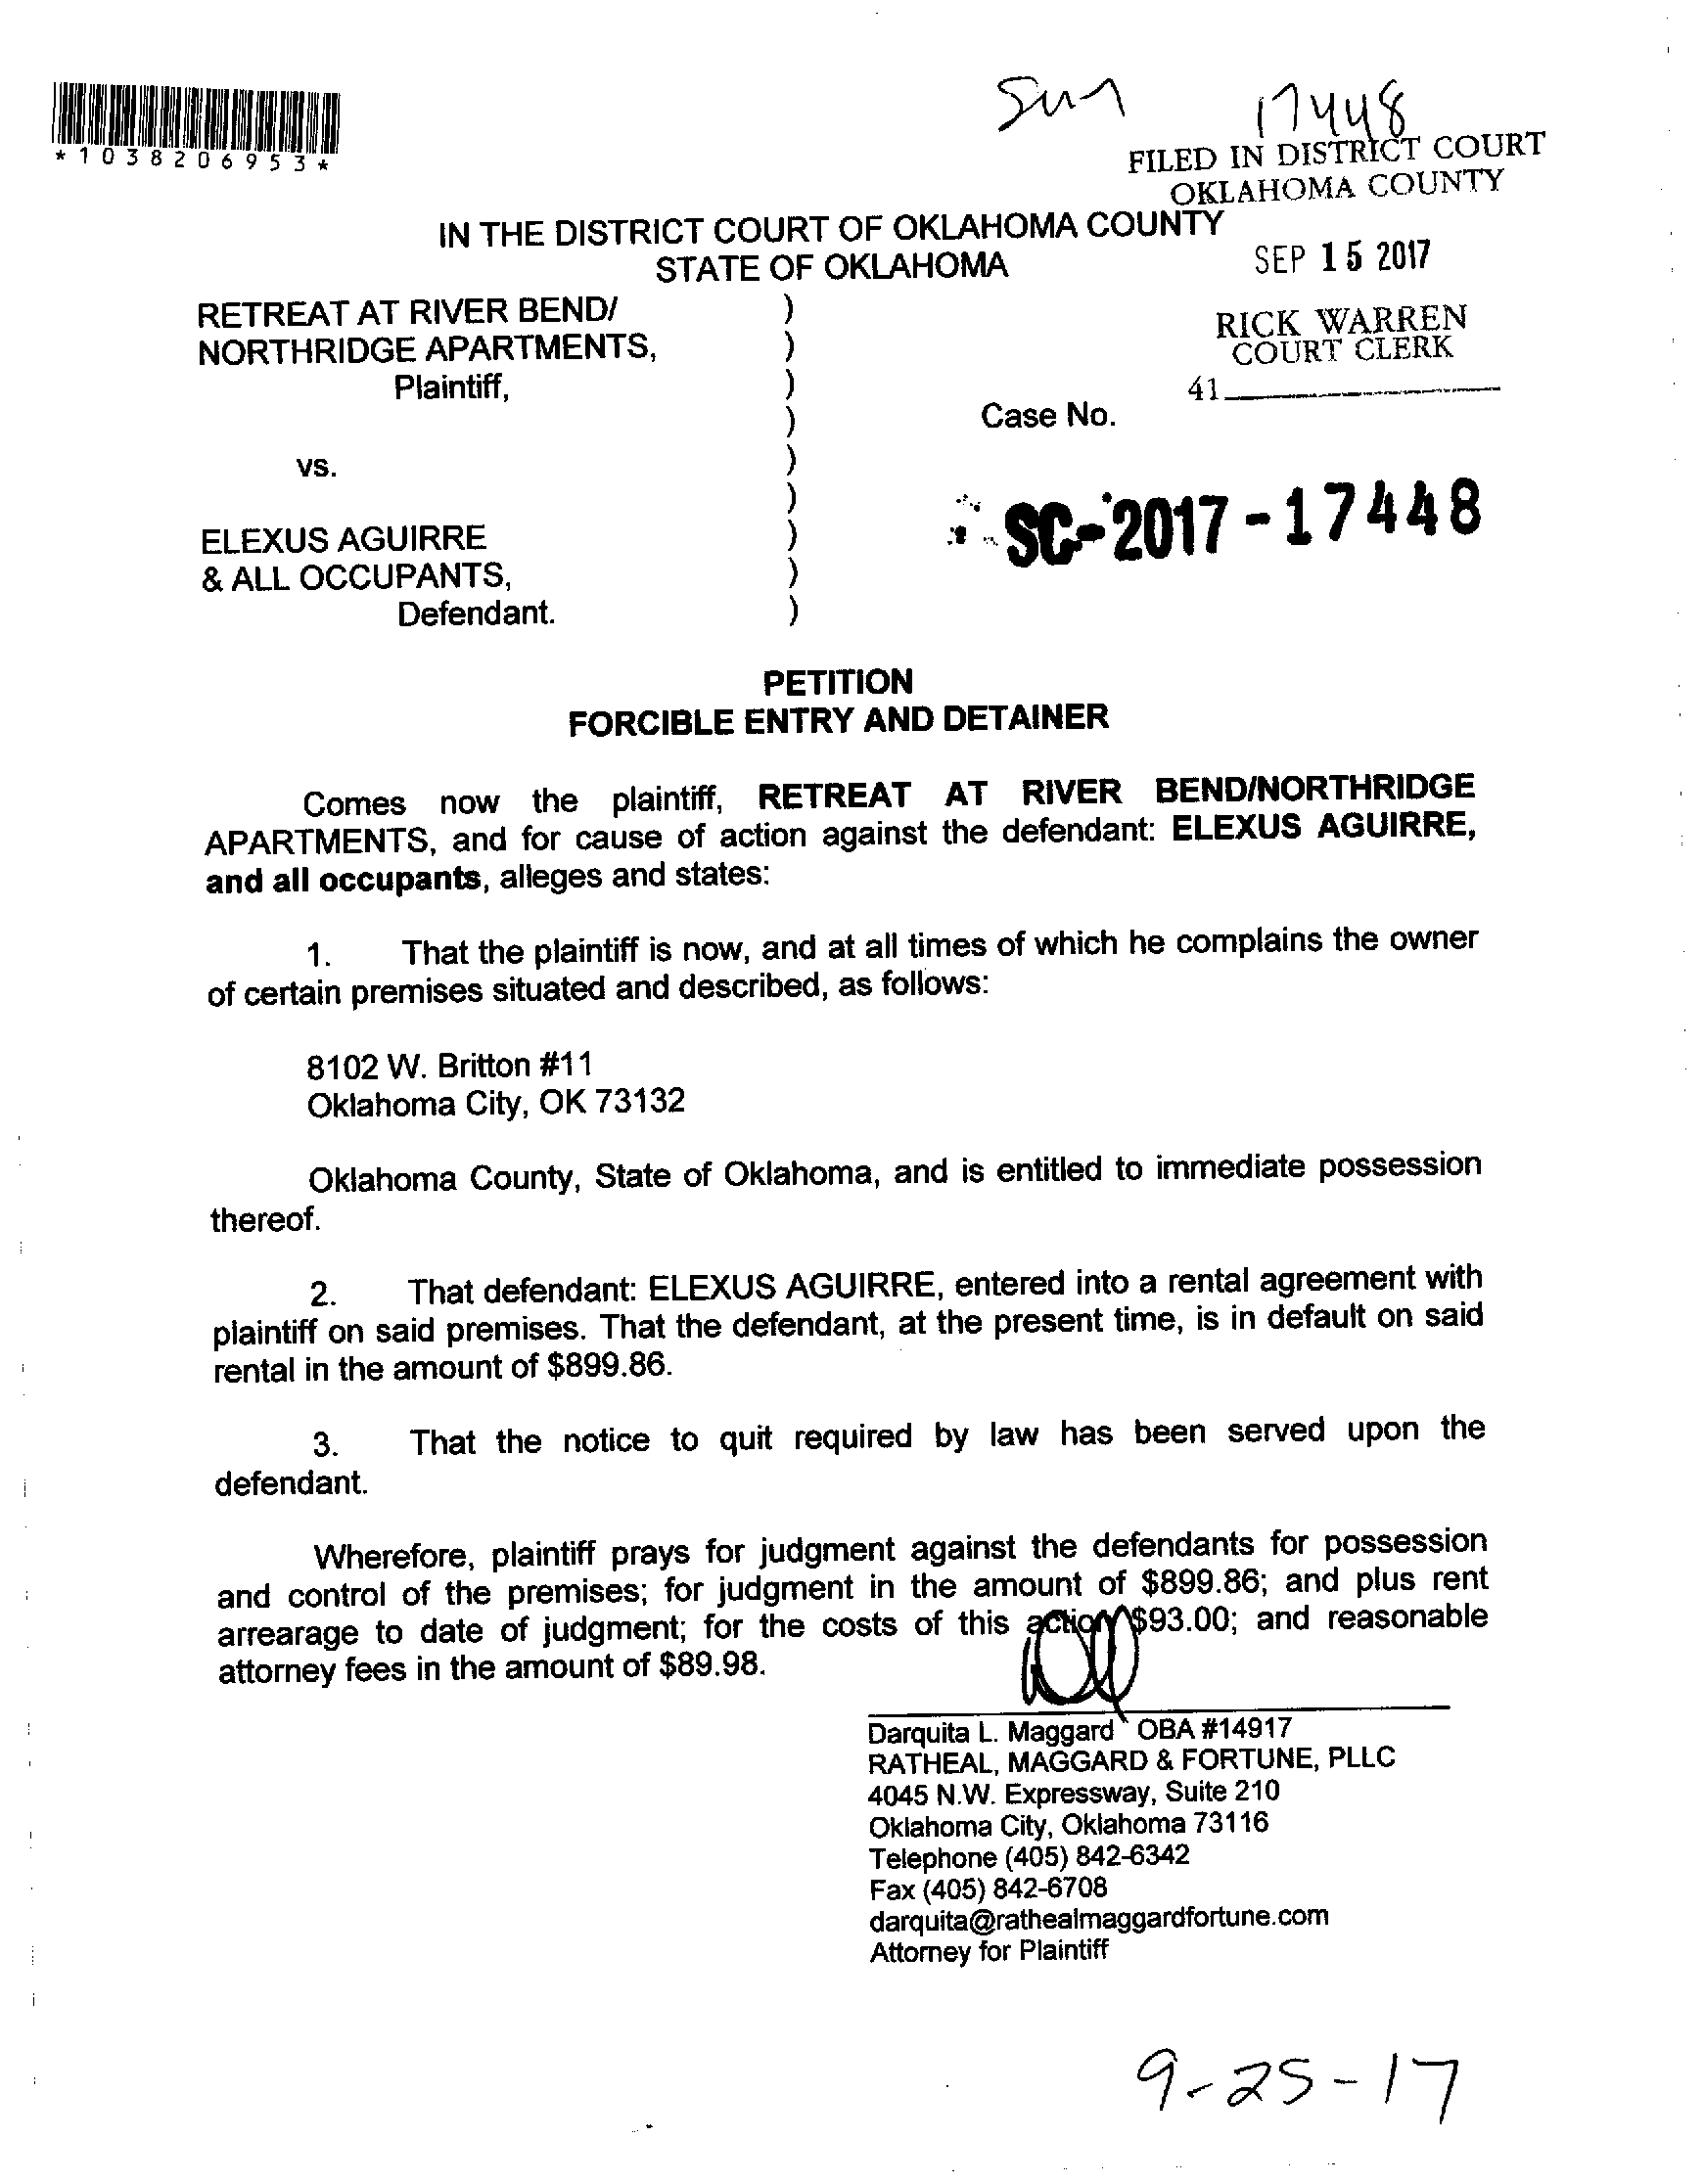 *1038206953*
17448
FILED IN DISTRICT COURT
OKLAHOMA COUNTY
IN THE DISTRICT COURT OF OKLAHOMA COUNTY
STATE OF OKLAHOMA
SEP 15 2017
RETREAT AT RIVER BEND/ )
NORTHRIDGE APARTMENTS, )
Plaintiff, )
RICK WARREN
COURT CLERK
41
) Case No.
vs. )
)
SC-2017-17448
ELEXUS AGUIRRE )
& ALL OCCUPANTS, )
Defendant. )
PETITION
FORCIBLE ENTRY AND DETAINER
Comes now the plaintiff, RETREAT AT RIVER BEND/NORTHRIDGE
APARTMENTS, and for cause of action against the defendant: ELEXUS AGUIRRE,
and all occupants, alleges and states:
1. That the plaintiff is now, and at all times of which he complains the owner
of certain premises situated and described, as follows:
8102 W. Britton #11
Oklahoma City, OK 73132
Oklahoma County, State of Oklahoma, and is entitled to immediate possession
thereof.
2. That defendant: ELEXUS AGUIRRE, entered into a rental agreement with
plaintiff on said premises. That the defendant, at the present time, is in default on said
rental in the amount of $899.86.
3. That the notice to quit required by law has been served upon the
defendant.
Wherefore, plaintiff prays for judgment against the defendants for possession
and control of the premises; for judgment in the amount of $899.86; and plus rent
arrearage to date of judgment; for the costs of this action $93.00; and reasonable
attorney fees in the amount of $89.98.
Darquita L. Maggard OBA #14917
RATHEAL, MAGGARD & FORTUNE, PLLC
4045 N.W. Expressway, Suite 210
Oklahoma City, Oklahoma 73116
Telephone (405) 842-6342
Fax (405) 842-6708
darquita@rathealmaggardfortune.com
Attorney for Plaintiff
9-25-17